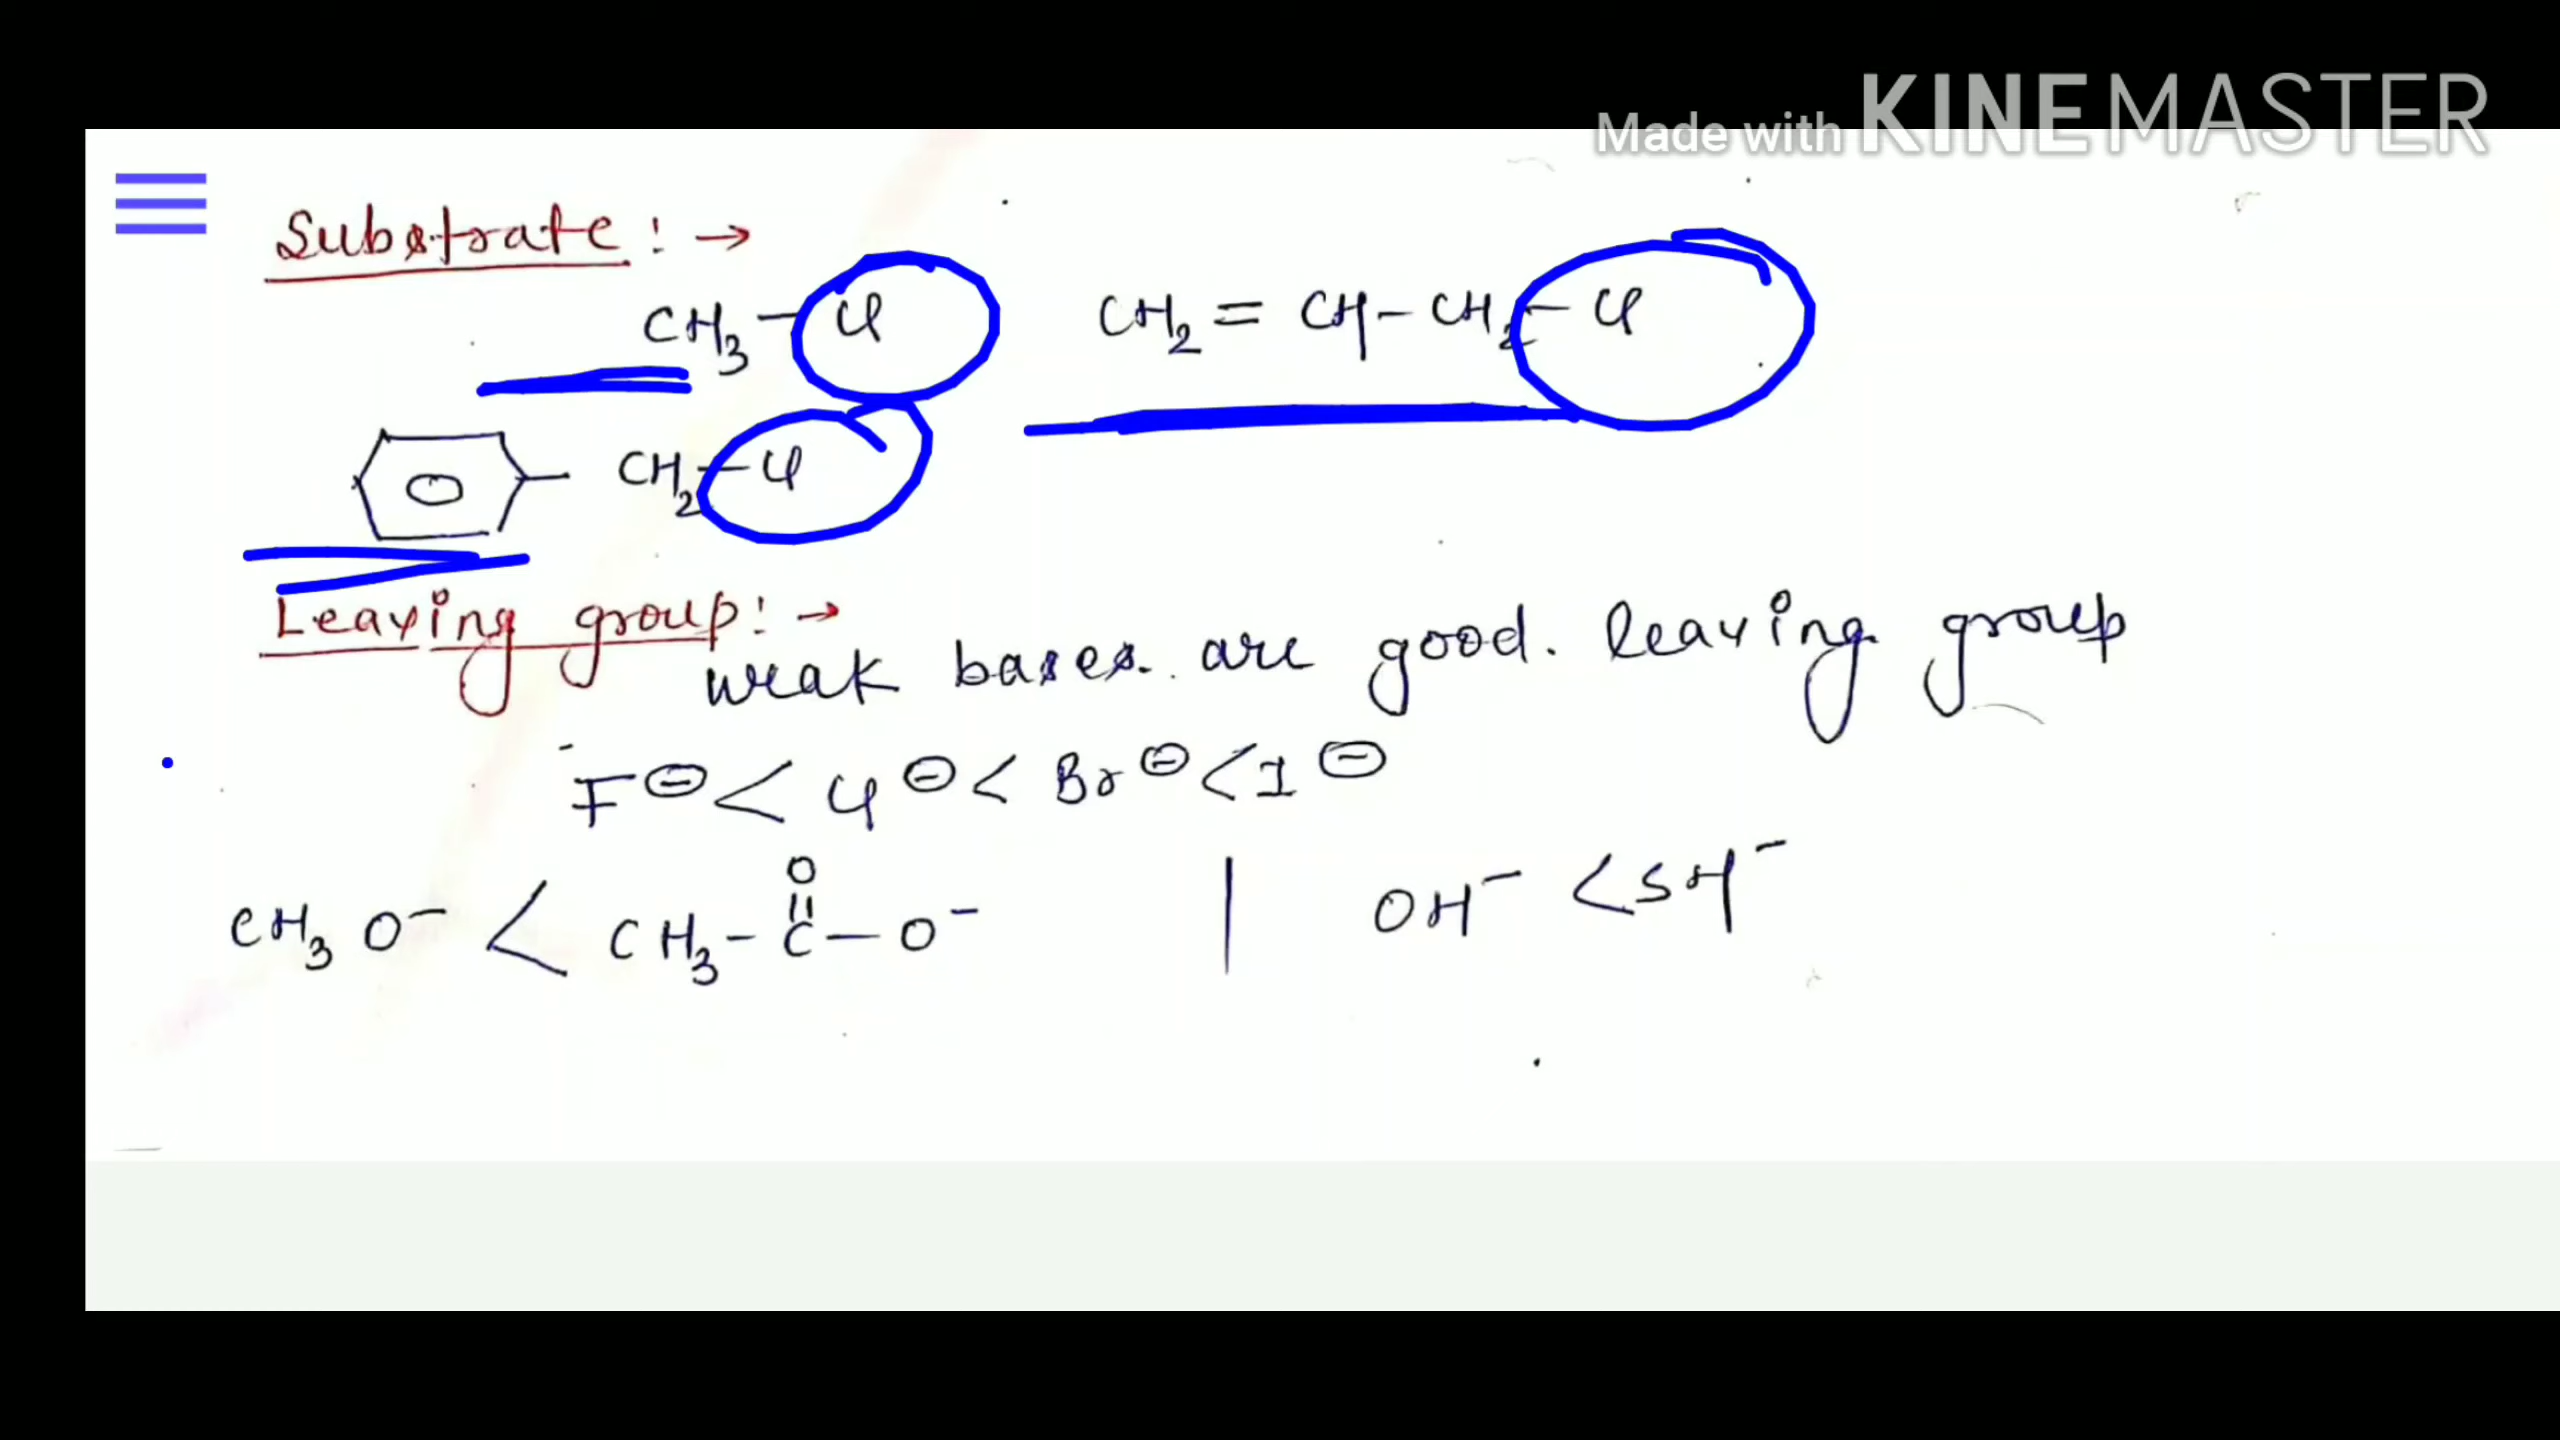 Made with KINEMASTER
Substrate : →
CH3 - Cl CH2 = CH - CH2 - Cl
CH2 - Cl
Leaving group : →
weak bases are good leaving group
F⊖ < Cl⊖ < Br⊖ < I⊖
O
CH3O⁻ < CH3 - C - O⁻ | OH⁻ < SH⁻